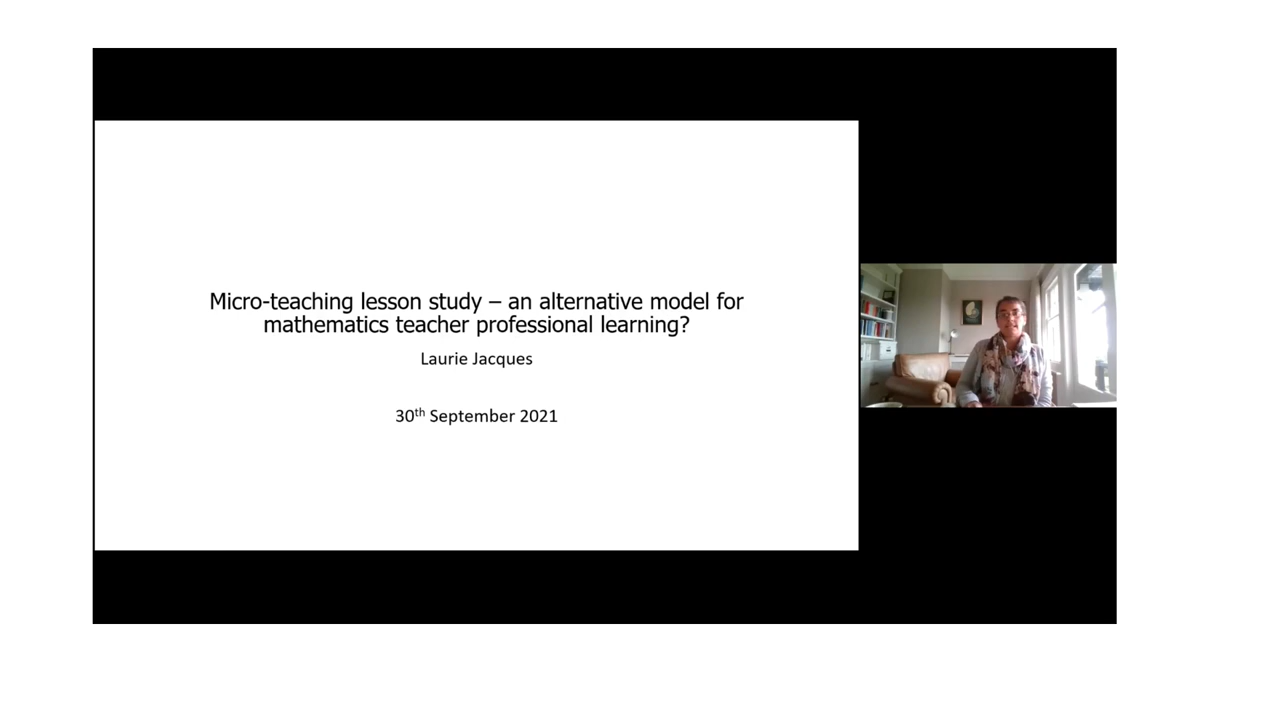 Micro-teaching lesson study – an alternative model for
mathematics teacher professional learning?
Laurie Jacques
30th September 2021